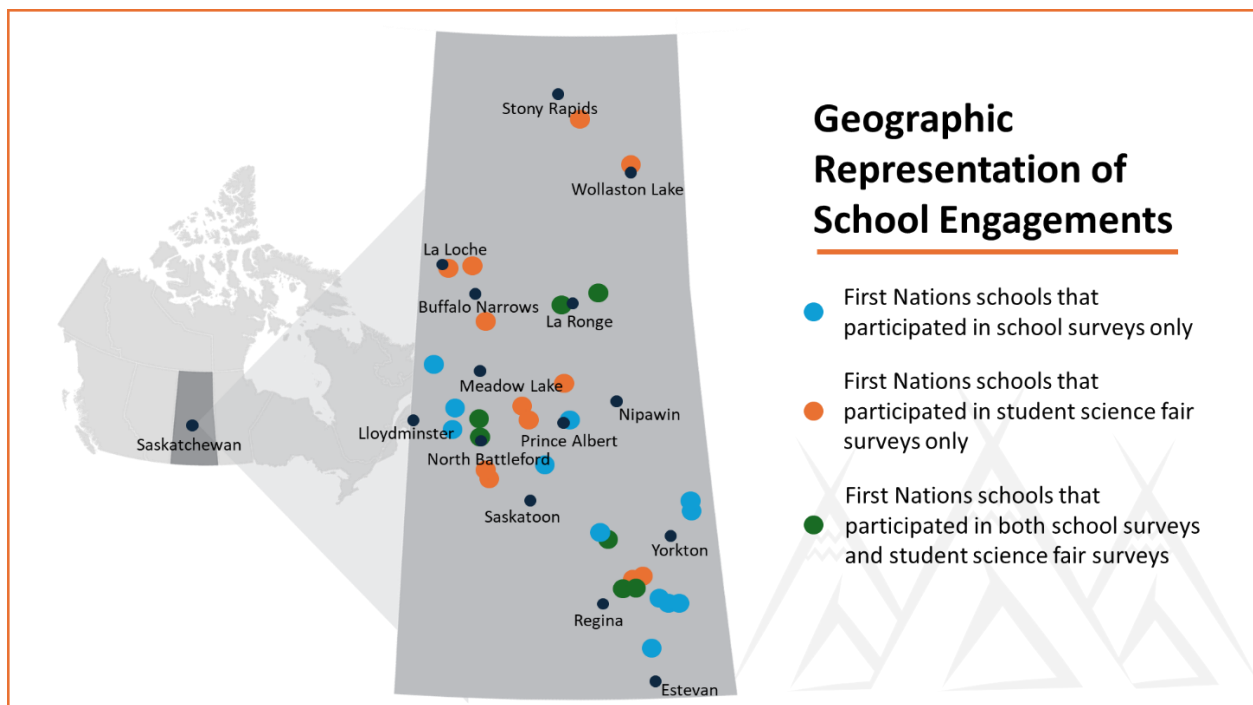 Geographic
Representation of
School Engagements
First Nations schools that
participated in school surveys only
First Nations schools that
participated in student science fair
surveys only
First Nations schools that
participated in both school surveys
and student science fair surveys
Saskatchewan
Stony Rapids
Wollaston Lake
La Loche
Buffalo Narrows
La Ronge
Meadow Lake
Nipawin
Lloydminster
Prince Albert
North Battleford
Saskatoon
Yorkton
Regina
Estevan